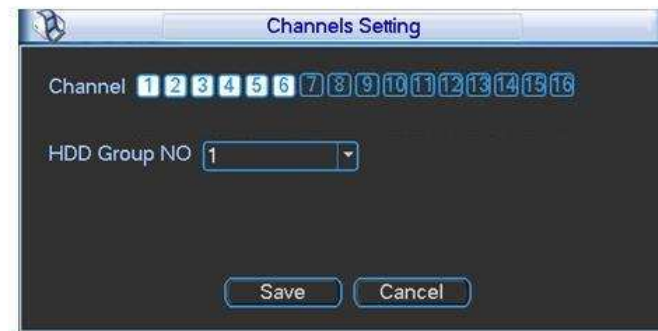 Channels Setting
Channel 1 2 3 4 5 6 7 8 9 10 11 12 13 14 15 16
HDD Group NO 1
Save Cancel